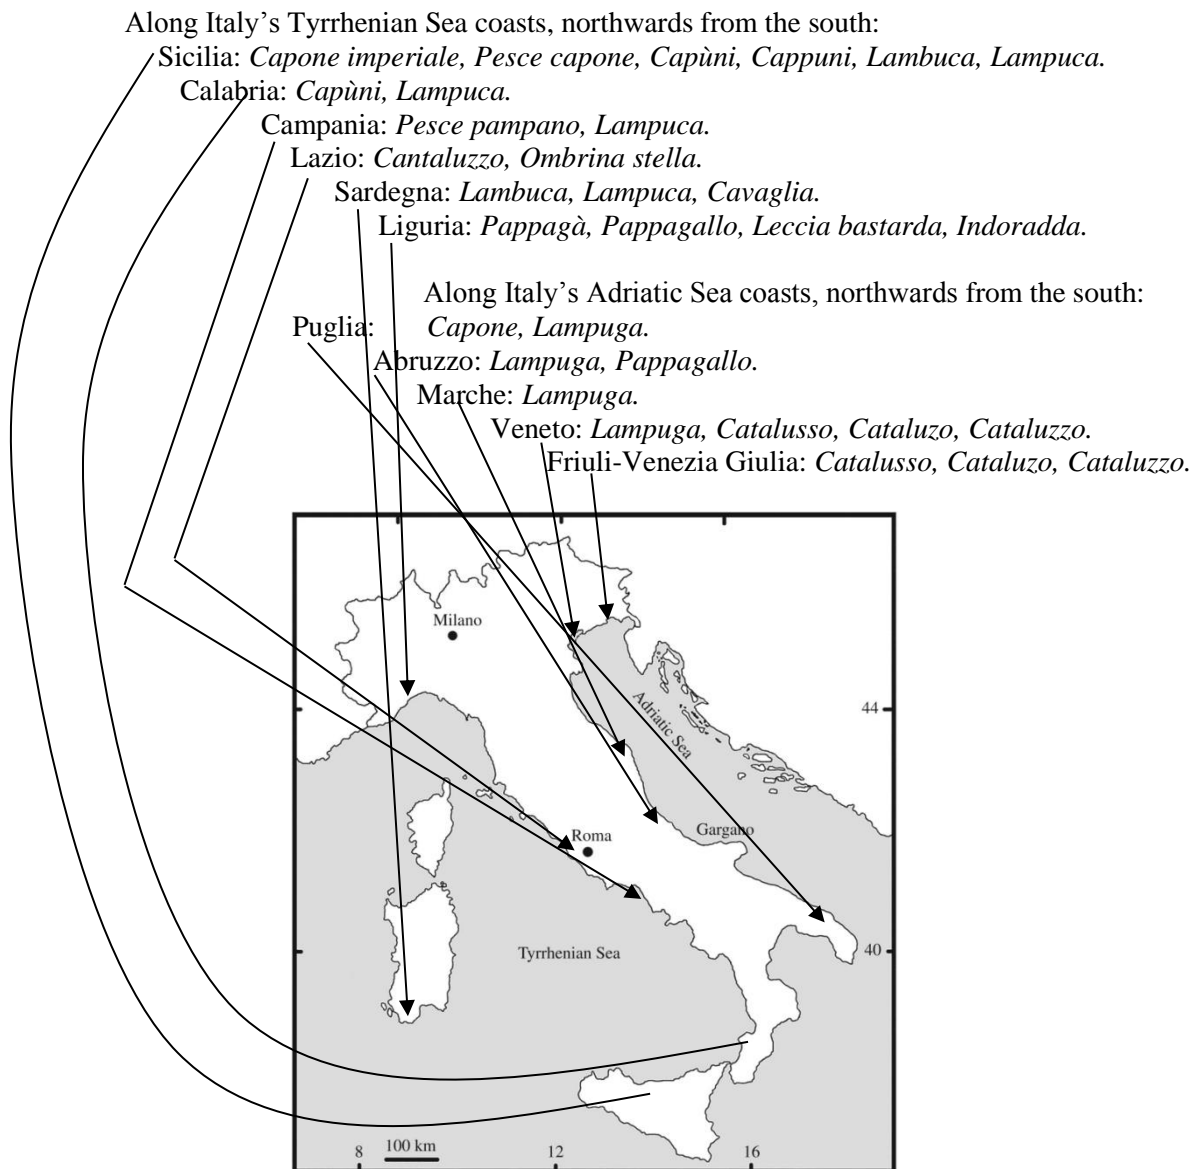 Along Italy’s Tyrrhenian Sea coasts, northwards from the south:
Sicilia: Capone imperiale, Pesce capone, Capùni, Cappuni, Lambuca, Lampuca.
Calabria: Capùni, Lampuca.
Campania: Pesce pampano, Lampuca.
Lazio: Cantaluzzo, Ombrina stella.
Sardegna: Lambuca, Lampuca, Cavaglia.
Liguria: Pappagà, Pappagallo, Leccia bastarda, Indoradda.
Along Italy’s Adriatic Sea coasts, northwards from the south:
Puglia: Capone, Lampuga.
Abruzzo: Lampuga, Pappagallo.
Marche: Lampuga.
Veneto: Lampuga, Catalusso, Cataluzo, Cataluzzo.
Friuli-Venezia Giulia: Catalusso, Cataluzo, Cataluzzo.
Milano
Adriatic Sea
44
Gargano
Roma
Tyrrhenian Sea
40
8
100 km
12
16